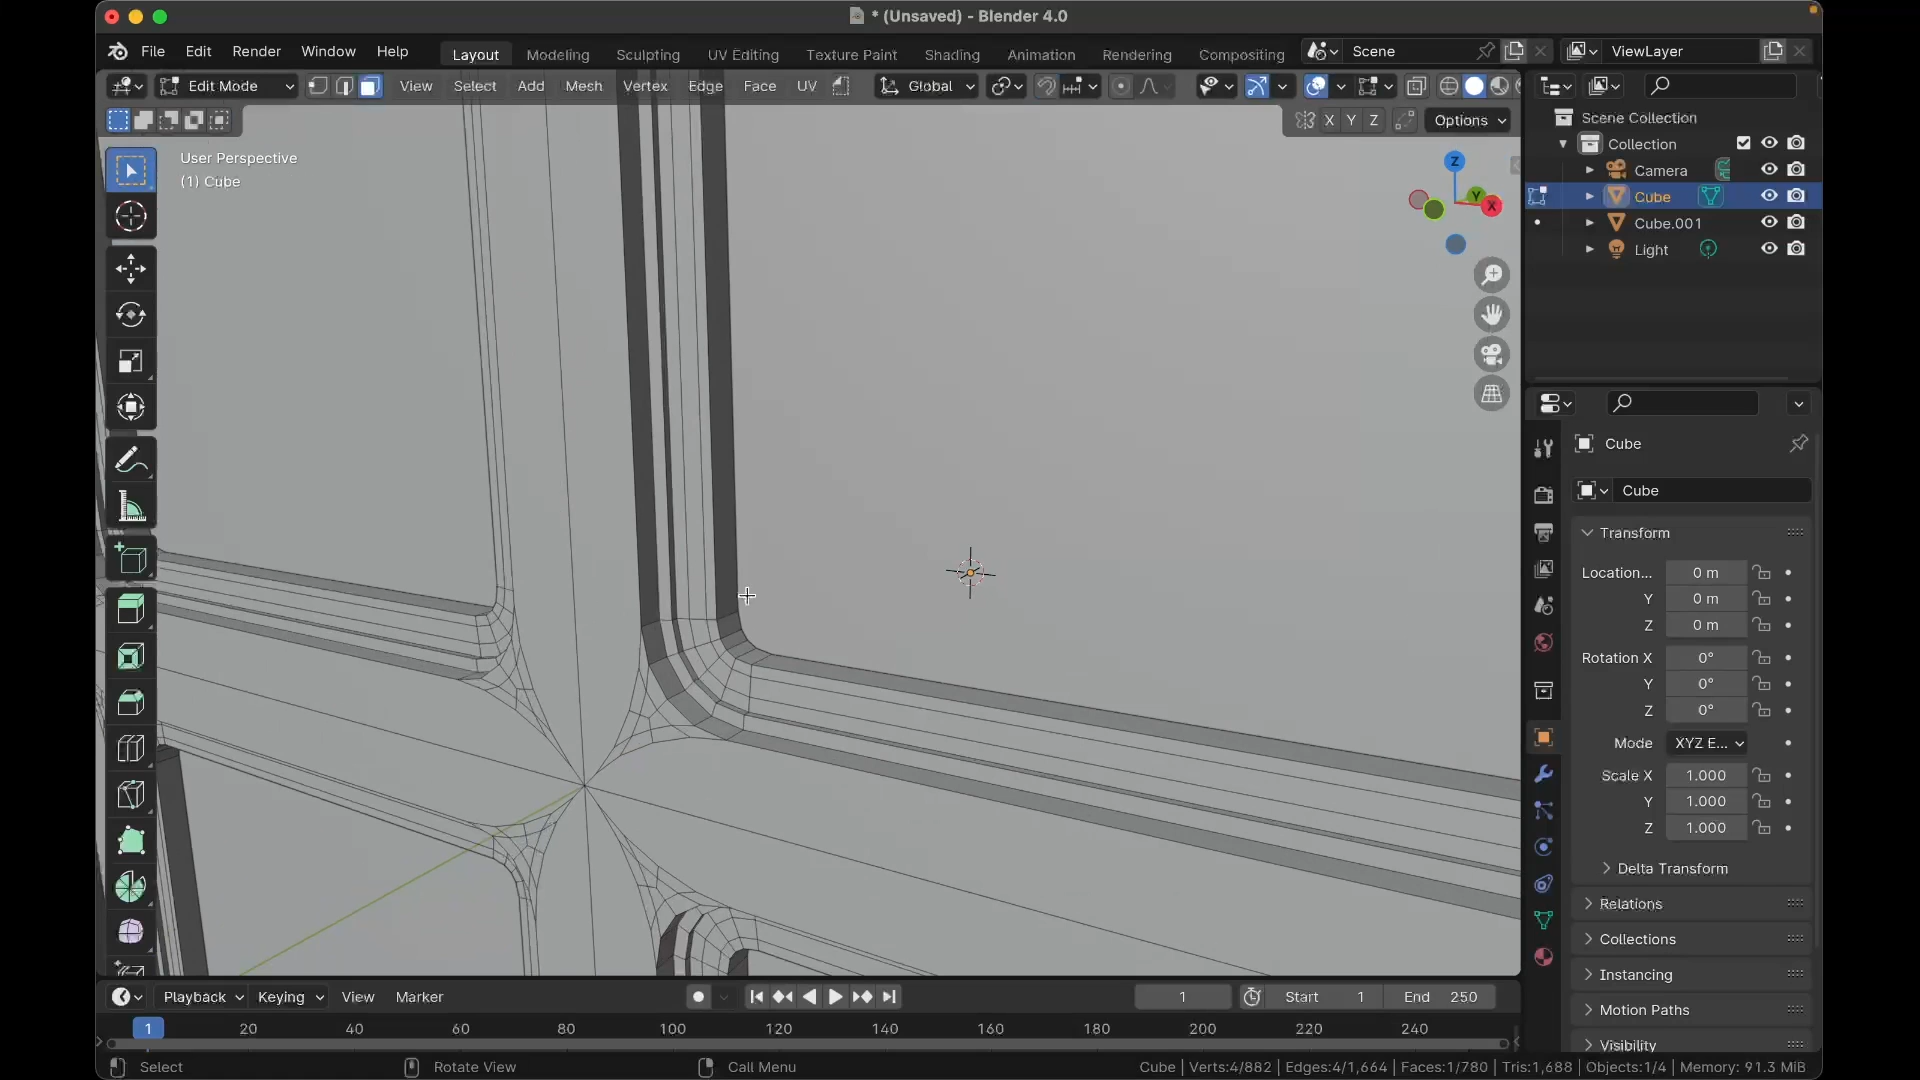 * (Unsaved) - Blender 4.0
File Edit Render Window Help Layout Modeling Sculpting UV Editing Texture Paint Shading Animation Rendering Compositing Scene ViewLayer
Edit Mode View Select Add Mesh Vertex Edge Face UV Global
X Y Z Options
User Perspective
(1) Cube
Z
Y
X
Scene Collection
Collection
Camera
Cube
Cube.001
Light
Cube
Cube
Transform
Location... 0 m
Y 0 m
Z 0 m
Rotation X 0°
Y 0°
Z 0°
Mode XYZ E...
Scale X 1.000
Y 1.000
Z 1.000
Delta Transform
Relations
Collections
Instancing
Motion Paths
Visibility
Playback Keying View Marker 1 Start 1 End 250
1 20 40 60 80 100 120 140 160 180 200 220 240
Select Rotate View Call Menu Cube | Verts:4/882 | Edges:4/1,664 | Faces:1/780 | Tris:1,688 | Objects:1/4 | Memory: 91.3 MiB